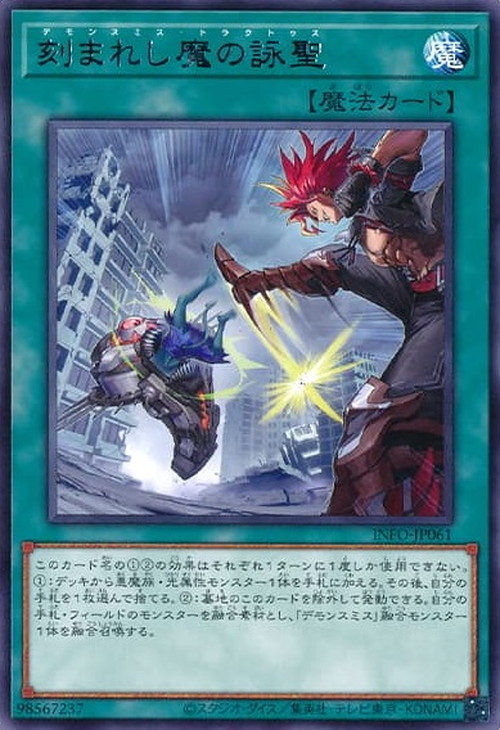 デモンスミス・トラクトゥス
刻まれし魔の詠聖
魔
【魔法カード】
INFO-JP061
このカード名の①②の効果はそれぞれ1ターンに1度しか使用できない。
①:デッキから悪魔族・光属性モンスター1体を手札に加える。その後、自分の
手札を1枚選んで捨てる。②:墓地のこのカードを除外して発動できる。自分の
手札・フィールドのモンスターを融合素材とし、「デモンスミス」融合モンスター
1体を融合召喚する。
98567237
©スタジオ・ダイス/集英社・テレビ東京・KONAMI